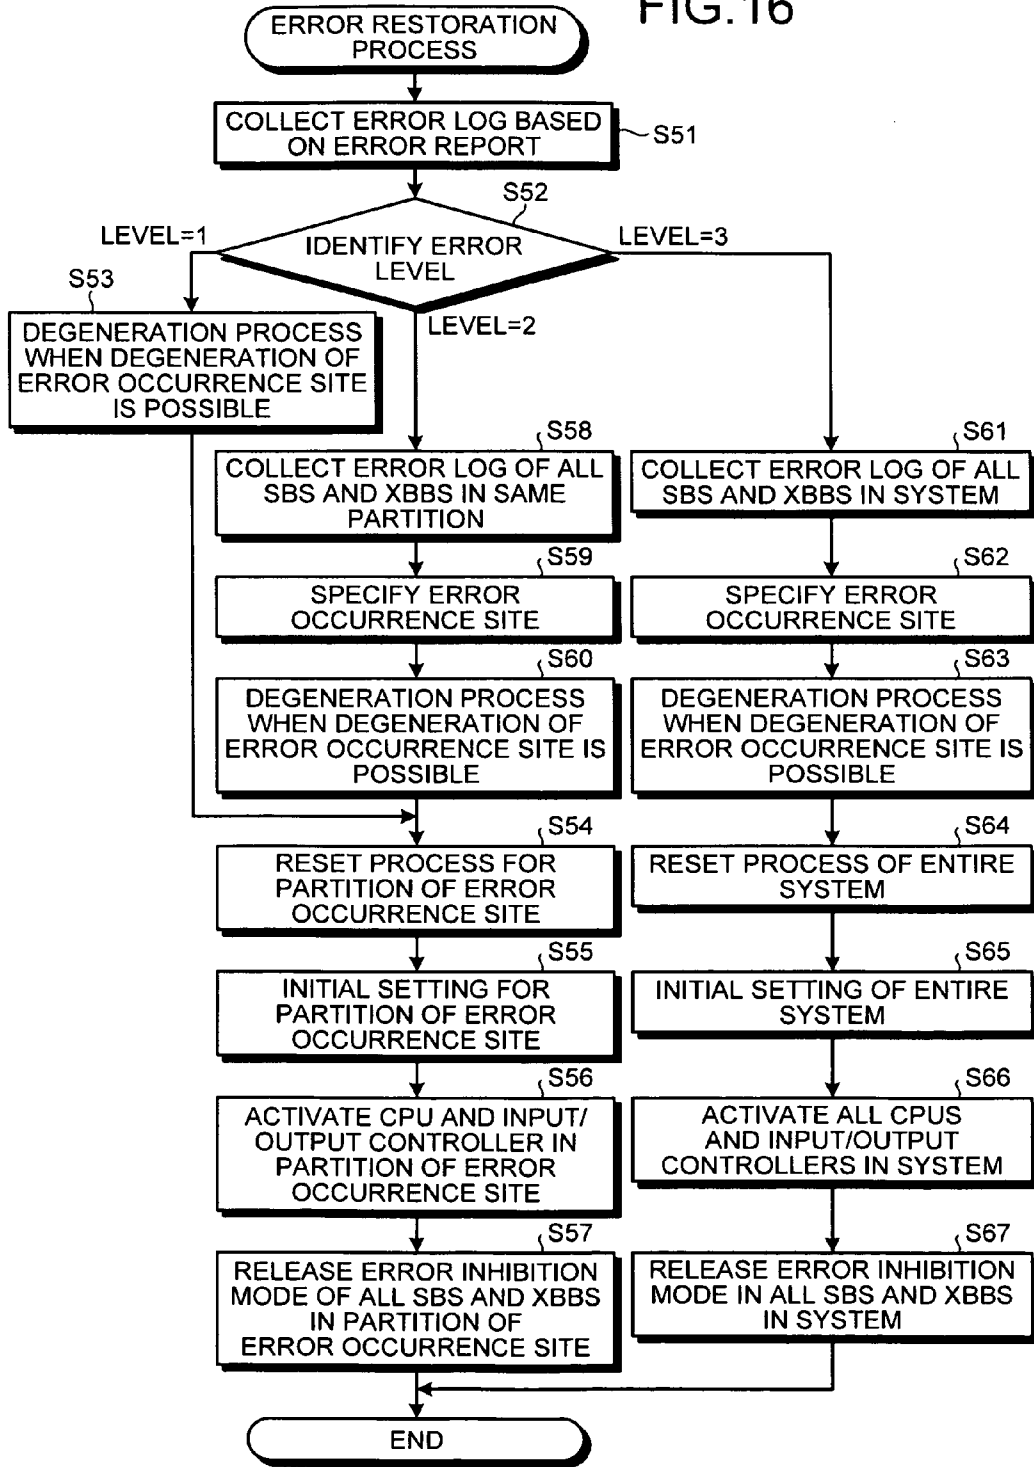 FIG.16
ERROR RESTORATION
PROCESS
COLLECT ERROR LOG BASED
ON ERROR REPORT
S51
S52
IDENTIFY ERROR
LEVEL
LEVEL=1
LEVEL=3
LEVEL=2
S53
DEGENERATION PROCESS
WHEN DEGENERATION OF
ERROR OCCURRENCE SITE
IS POSSIBLE
S58
COLLECT ERROR LOG OF ALL
SBS AND XBBS IN SAME
PARTITION
S59
SPECIFY ERROR
OCCURRENCE SITE
S60
DEGENERATION PROCESS
WHEN DEGENERATION OF
ERROR OCCURRENCE SITE IS
POSSIBLE
S54
RESET PROCESS FOR
PARTITION OF ERROR
OCCURRENCE SITE
S55
INITIAL SETTING FOR
PARTITION OF ERROR
OCCURRENCE SITE
S56
ACTIVATE CPU AND INPUT/
OUTPUT CONTROLLER IN
PARTITION OF ERROR
OCCURRENCE SITE
S57
RELEASE ERROR INHIBITION
MODE OF ALL SBS AND XBBS
IN PARTITION OF
ERROR OCCURRENCE SITE
S61
COLLECT ERROR LOG OF ALL
SBS AND XBBS IN SYSTEM
S62
SPECIFY ERROR
OCCURRENCE SITE
S63
DEGENERATION PROCESS
WHEN DEGENERATION OF
ERROR OCCURRENCE SITE IS
POSSIBLE
S64
RESET PROCESS OF ENTIRE
SYSTEM
S65
INITIAL SETTING OF ENTIRE
SYSTEM
S66
ACTIVATE ALL CPUS
AND INPUT/OUTPUT
CONTROLLERS IN SYSTEM
S67
RELEASE ERROR INHIBITION
MODE IN ALL SBS AND XBBS
IN SYSTEM
END